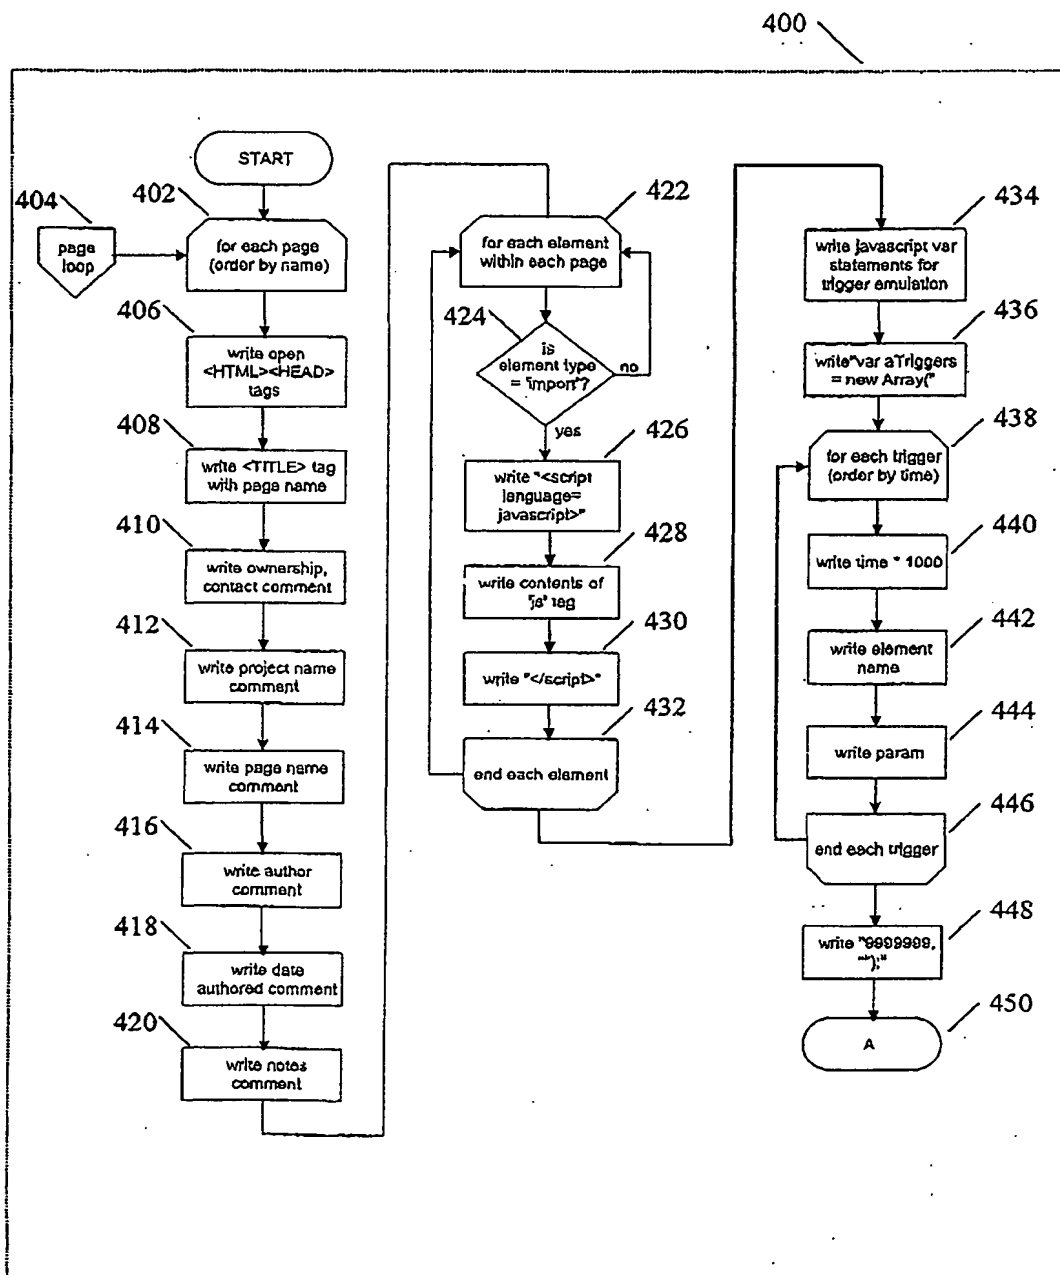 400
START
404
402
page
loop
for each page
(order by name)
406
write open
<HTML><HEAD>
tags
408
write <TITLE> tag
with page name
410
write ownership,
contact comment
412
write project name
comment
414
write page name
comment
416
write author
comment
418
write date
authored comment
420
write notes
comment
422
for each element
within each page
424
is
element type
= 'import'?
no
yes
426
write "<script
language=
javascript>"
428
write contents of
'js' tag
430
write "</script>"
432
end each element
434
write javascript var
statements for
trigger emulation
436
write"var aTriggers
= new Array("
438
for each trigger
(order by time)
440
write time * 1000
442
write element
name
444
write param
446
end each trigger
448
write "9999999,
"");"
450
A